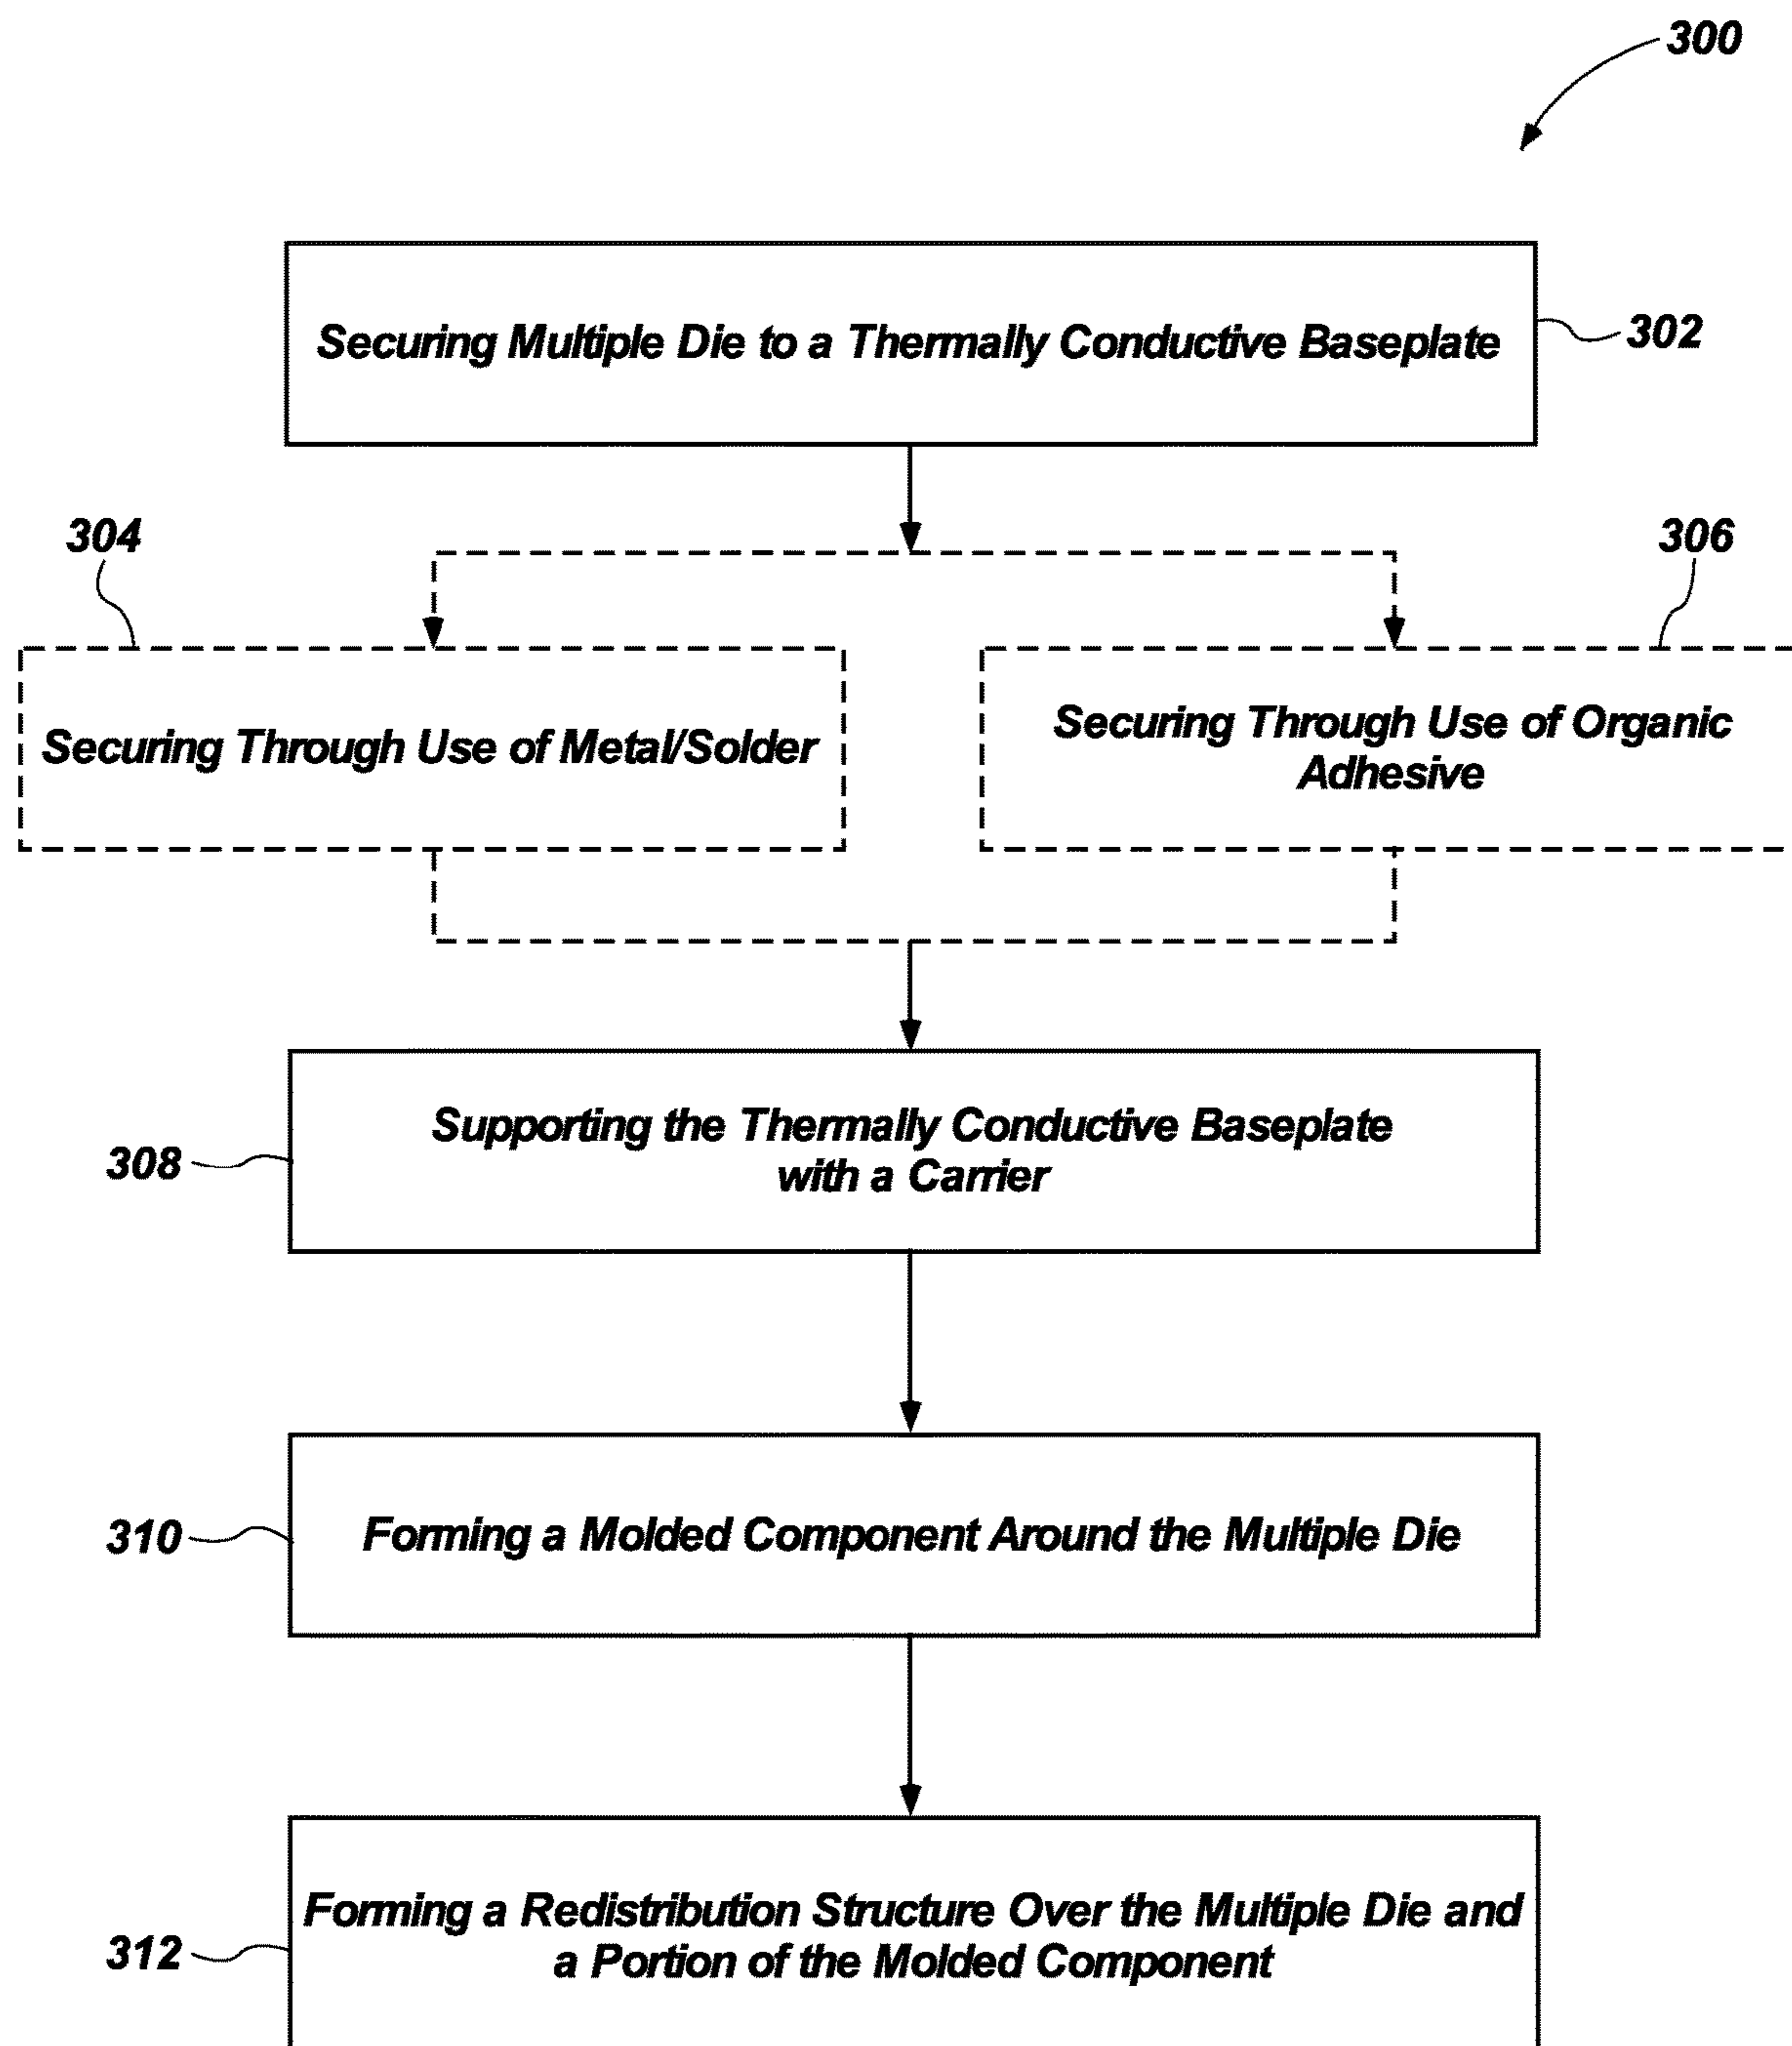 300
Securing Multiple Die to a Thermally Conductive Baseplate
302
304
306
Securing Through Use of Metal/Solder
Securing Through Use of Organic
Adhesive
Supporting the Thermally Conductive Baseplate
with a Carrier
308
Forming a Molded Component Around the Multiple Die
310
Forming a Redistribution Structure Over the Multiple Die and
a Portion of the Molded Component
312